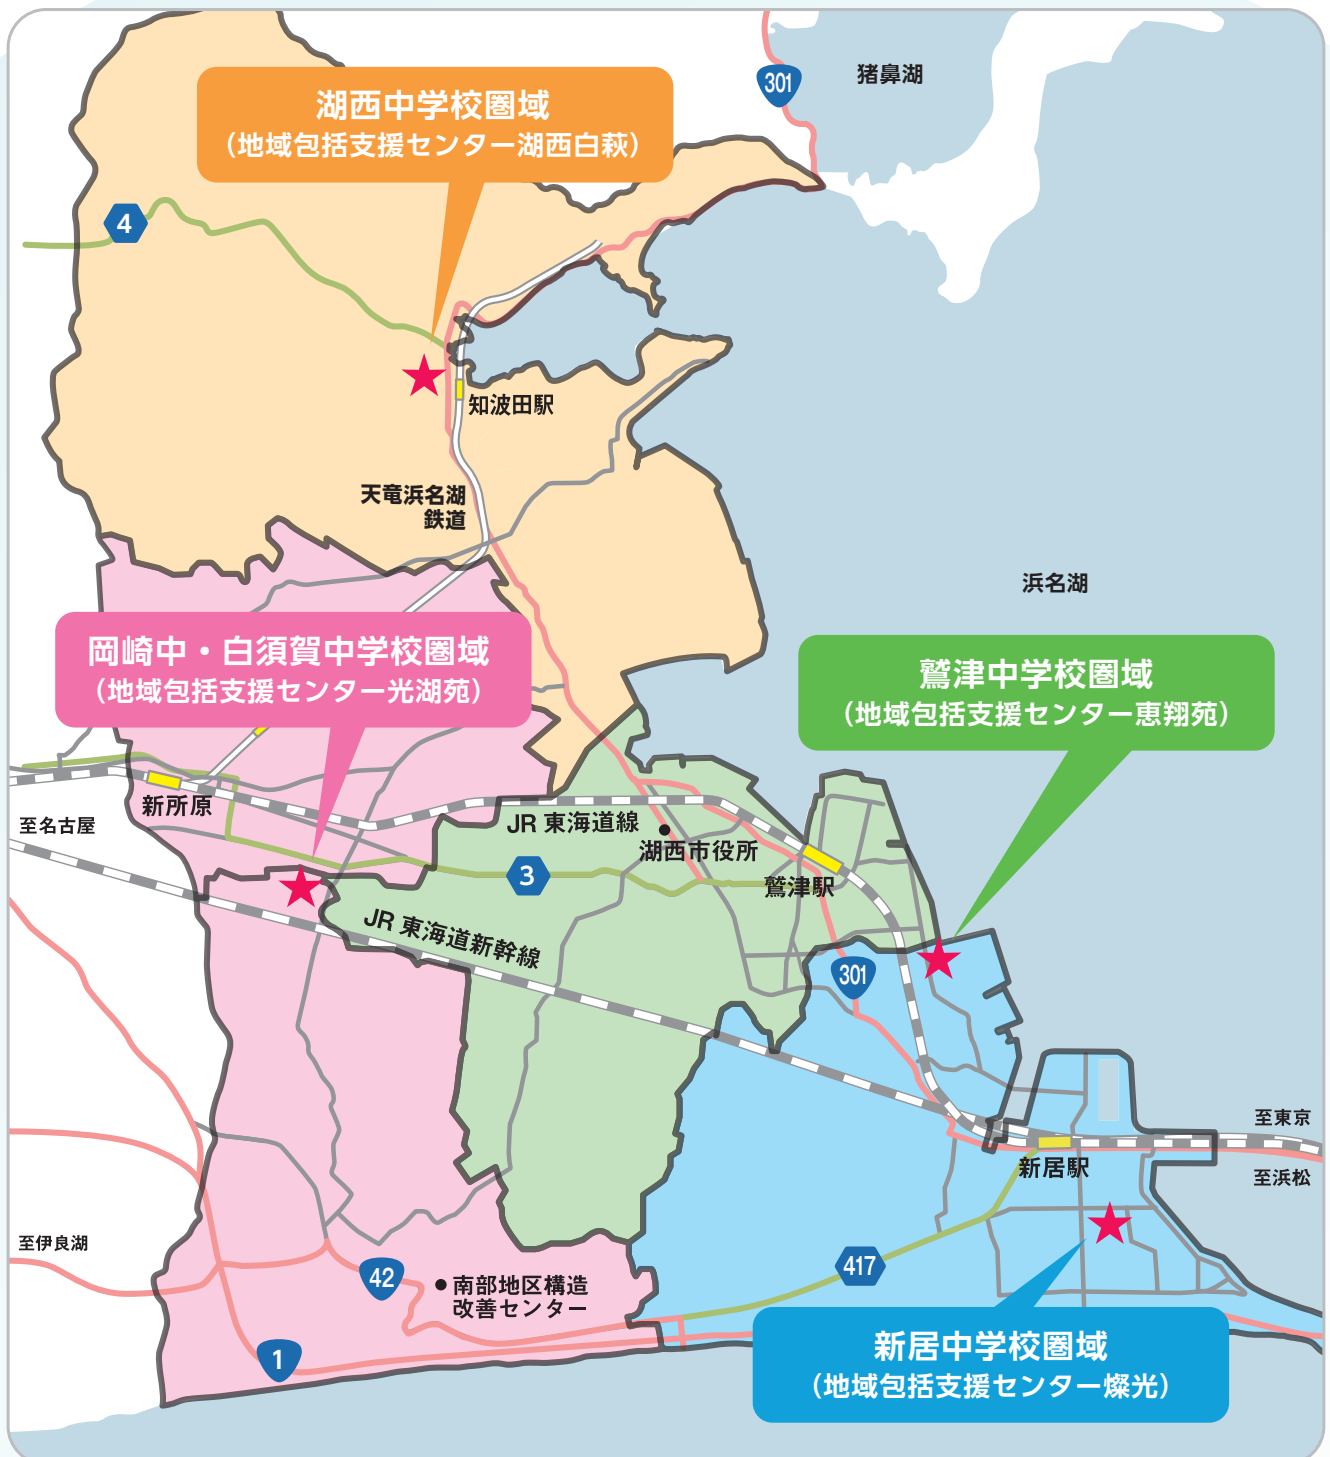 301
猪鼻湖
湖西中学校圏域
（地域包括支援センター湖西白萩）
4
知波田駅
天竜浜名湖
鉄道
浜名湖
岡崎中・白須賀中学校圏域
（地域包括支援センター光湖苑）
鷲津中学校圏域
（地域包括支援センター恵翔苑）
新所原
至名古屋
JR 東海道線
湖西市役所
3
鷲津駅
JR 東海道新幹線
301
至東京
新居駅
至浜松
至伊良湖
42
417
南部地区構造
改善センター
1
新居中学校圏域
（地域包括支援センター燦光）